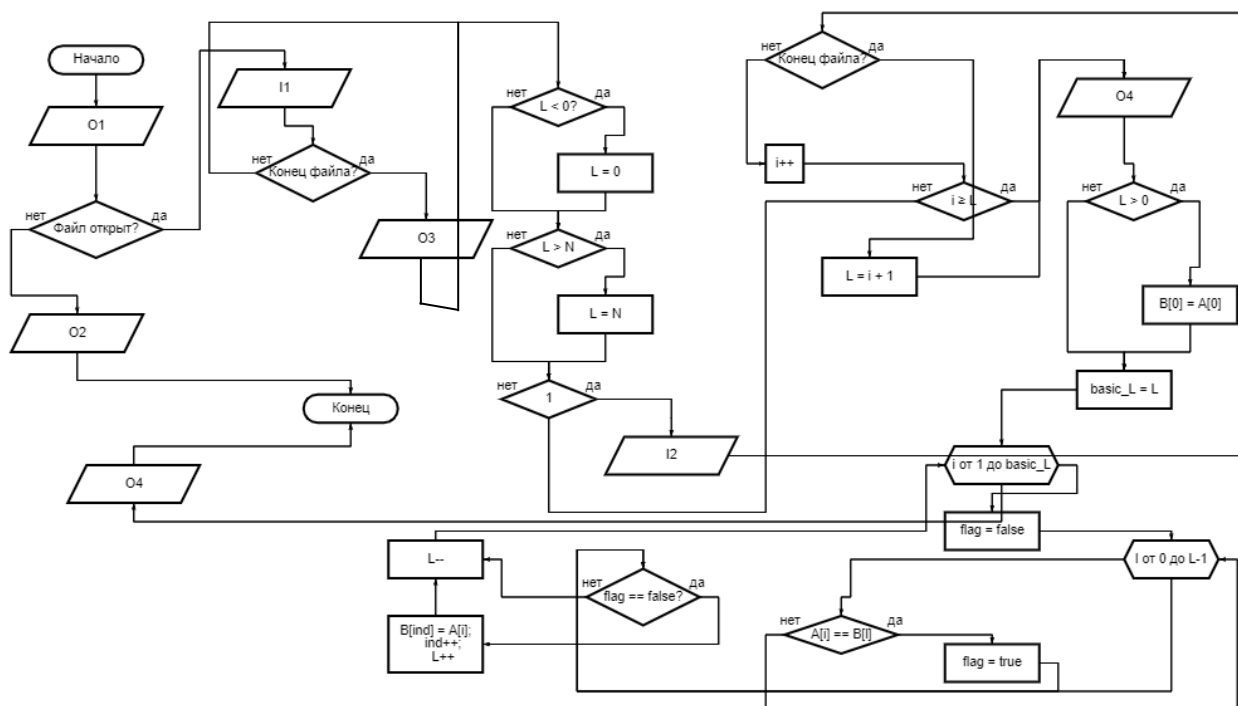 Начало
O1
нет
да
Файл открыт?
O2
Конец
O4
I1
нет
да
Конец файла?
O3
нет
да
L < 0?
L = 0
нет
да
L > N
L = N
нет
да
1
I2
нет
да
Конец файла?
i++
нет
да
i ≥ L
L = i + 1
O4
нет
да
L > 0
B[0] = A[0]
basic_L = L
i от 1 до basic_L
flag = false
l от 0 до L-1
нет
да
A[i] == B[l]
flag = true
нет
да
flag == false?
L--
B[ind] = A[i];
ind++;
L++